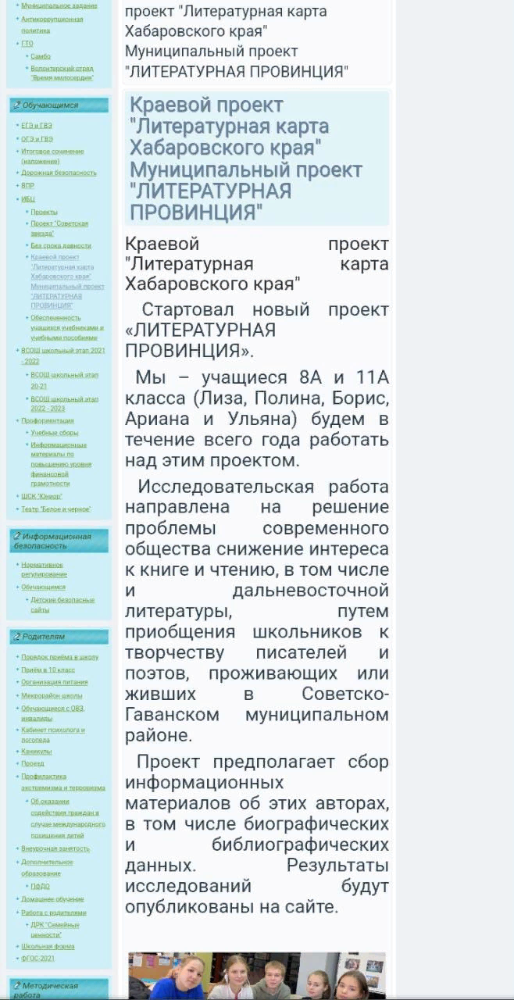 Муниципальное задание
Антикоррупционная
политика
ГТО
Самбо
Волонтерский отряд
"Время милосердия"
Обучающимся
ЕГЭ и ГВЭ
ОГЭ и ГВЭ
Итоговое сочинение
(изложение)
Дорожная безопасность
ВПР
ИБЦ
Проекты
Проект "Советская
звезда"
Без срока давности
Краевой проект
"Литературная карта
Хабаровского края"
Муниципальный проект
"ЛИТЕРАТУРНАЯ
ПРОВИНЦИЯ"
Обеспеченность
учащихся учебниками и
учебными пособиями
ВСОШ школьный этап 2021
- 2022
ВСОШ школьный этап
20-21
ВСОШ школьный этап
2022 - 2023
Профориентация
Учебные сборы
Информационные
материалы по
повышению уровня
финансовой
грамотности
ШСК "Юниор"
Театр "Белое и черное"
Информационная
безопасность
Нормативное
регулирование
Обучающимся
Детские безопасные
сайты
Родителям
Порядок приёма в школу
Приём в 10 класс
Организация питания
Микрорайон школы
Обучающиеся с ОВЗ,
инвалиды
Кабинет психолога и
логопеда
Каникулы
Проезд
Профилактика
экстремизма и терроризма
Об оказании
содействия граждан в
случае международного
похищения детей
Внеурочная занятость
Дополнительное
образование
ПФДО
Домашнее обучение
Работа с родителями
ДРК "Семейные
ценности"
Школьная форма
ФГОС-2021
Методическая
работа
проект "Литературная карта
Хабаровского края"
Муниципальный проект
"ЛИТЕРАТУРНАЯ ПРОВИНЦИЯ"
Краевой проект
"Литературная карта
Хабаровского края"
Муниципальный проект
"ЛИТЕРАТУРНАЯ
ПРОВИНЦИЯ"
Краевой проект
"Литературная карта
Хабаровского края"
Стартовал новый проект
«ЛИТЕРАТУРНАЯ
ПРОВИНЦИЯ».
Мы – учащиеся 8А и 11А
класса (Лиза, Полина, Борис,
Ариана и Ульяна) будем в
течение всего года работать
над этим проектом.
Исследовательская работа
направлена на решение
проблемы современного
общества снижение интереса
к книге и чтению, в том числе
и дальневосточной
литературы, путем
приобщения школьников к
творчеству писателей и
поэтов, проживающих или
живших в Советско-
Гаванском муниципальном
районе.
Проект предполагает сбор
информационных
материалов об этих авторах,
в том числе биографических
и библиографических
данных. Результаты
исследований будут
опубликованы на сайте.